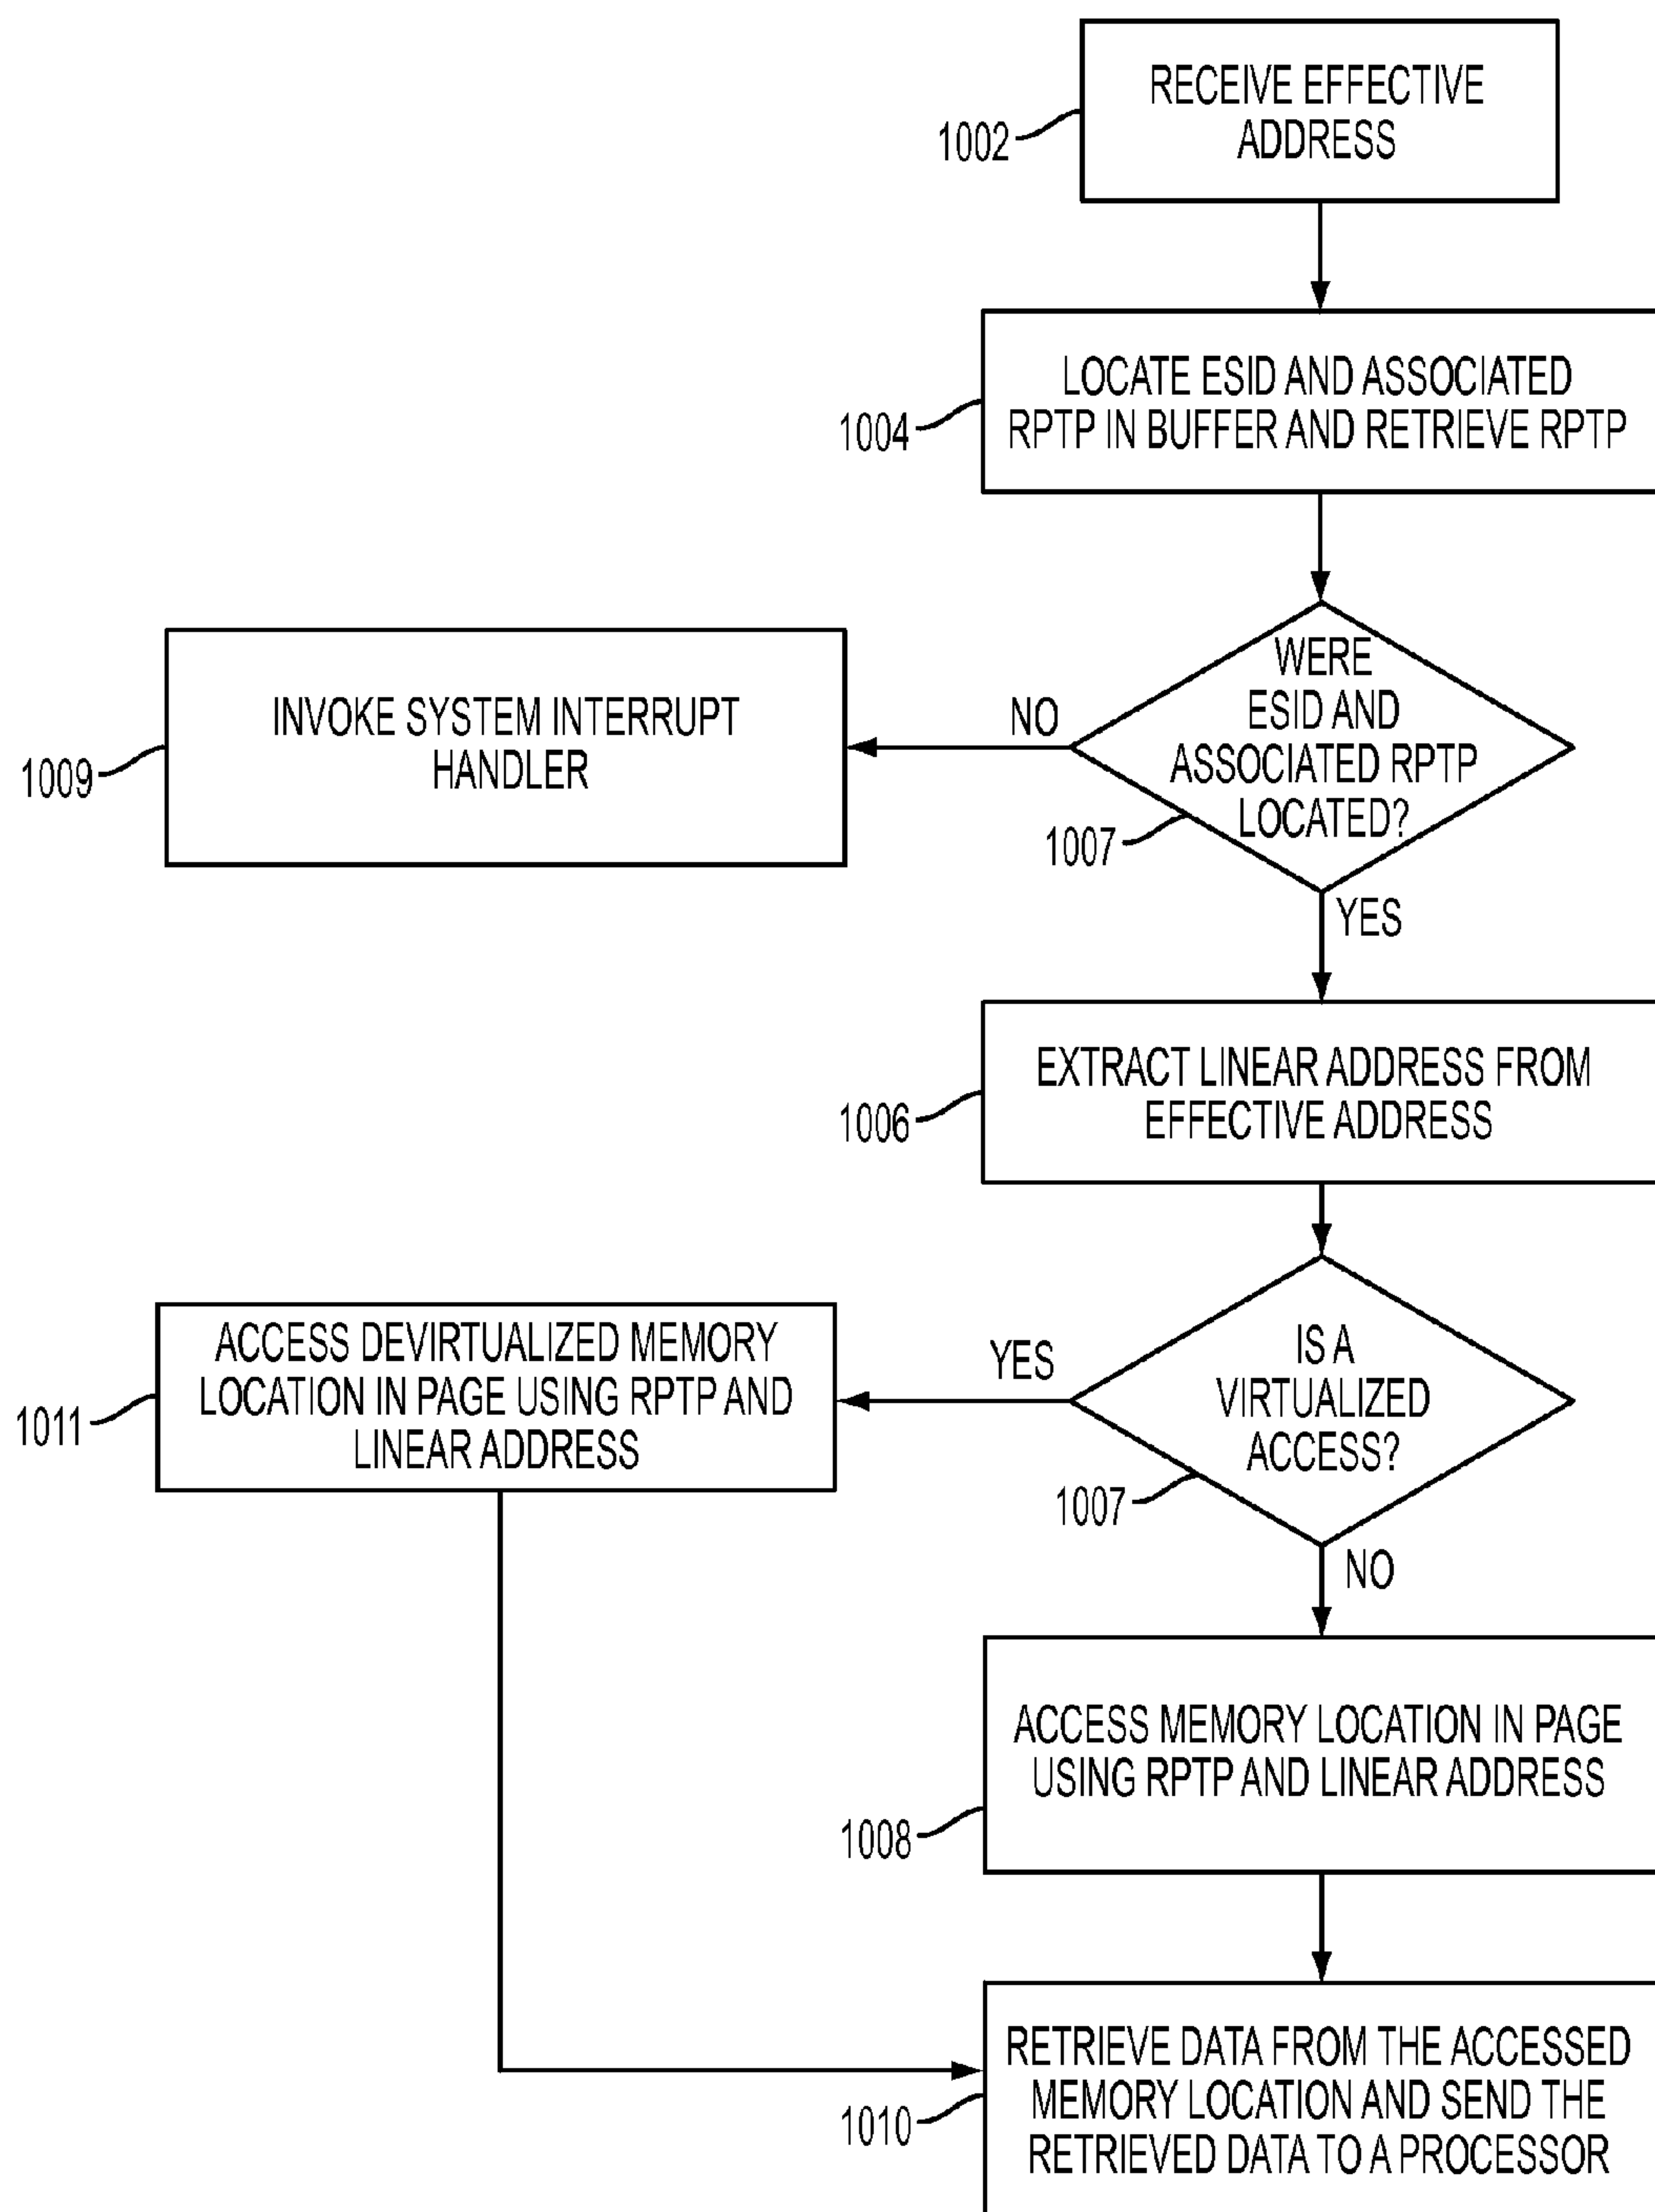 RECEIVE EFFECTIVE
ADDRESS
1002
LOCATE ESID AND ASSOCIATED
RPTP IN BUFFER AND RETRIEVE RPTP
1004
WERE
ESID AND
ASSOCIATED RPTP
LOCATED?
1007
NO
INVOKE SYSTEM INTERRUPT
HANDLER
1009
YES
EXTRACT LINEAR ADDRESS FROM
EFFECTIVE ADDRESS
1006
IS A
VIRTUALIZED
ACCESS?
1007
YES
ACCESS DEVIRTUALIZED MEMORY
LOCATION IN PAGE USING RPTP AND
LINEAR ADDRESS
1011
NO
ACCESS MEMORY LOCATION IN PAGE
USING RPTP AND LINEAR ADDRESS
1008
RETRIEVE DATA FROM THE ACCESSED
MEMORY LOCATION AND SEND THE
RETRIEVED DATA TO A PROCESSOR
1010